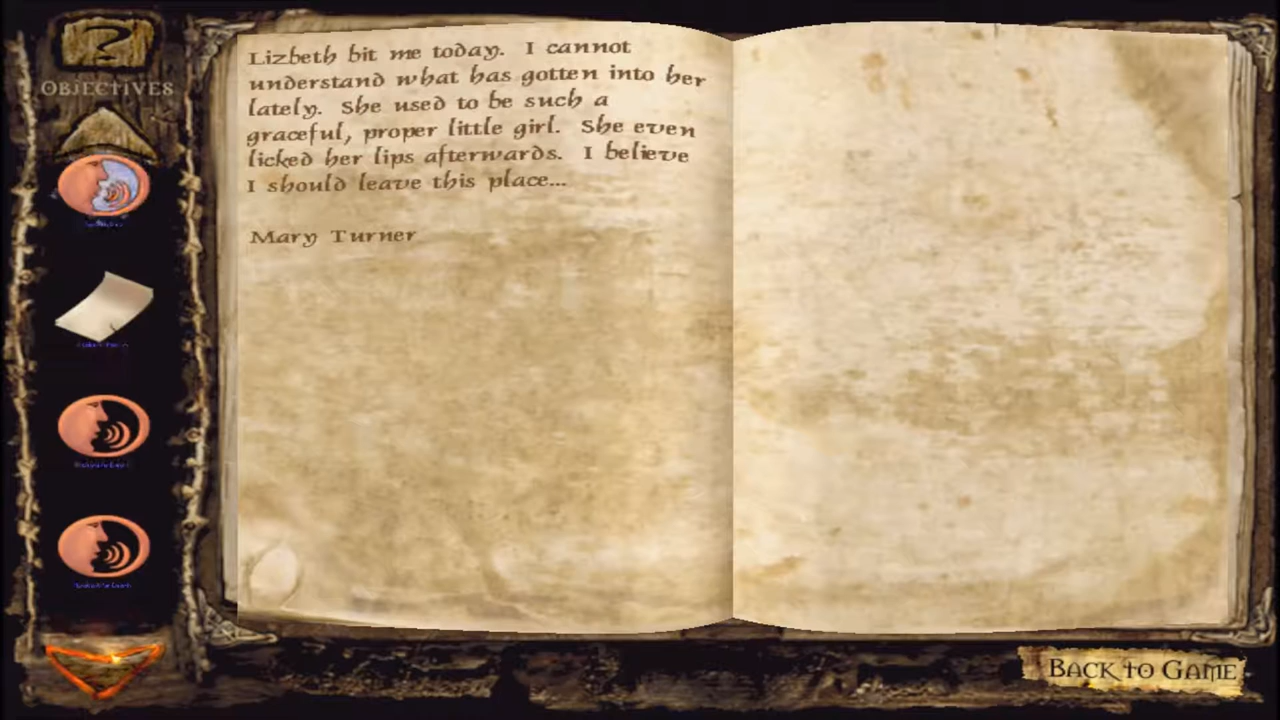 OBJECTIVES
Lizbeth bit me today. I cannot
understand what has gotten into her
lately. She used to be such a
graceful, proper little girl. She even
licked her lips afterwards. I believe
I should leave this place...
Mary Turner
BACK TO GAME